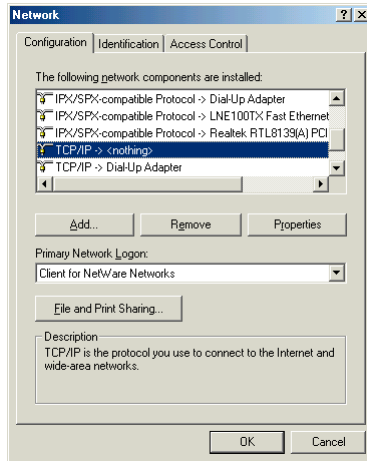 Network
Configuration Identification Access Control
The following network components are installed:
IPX/SPX-compatible Protocol -> Dial-Up Adapter
IPX/SPX-compatible Protocol -> LNE100TX Fast Ethernet
IPX/SPX-compatible Protocol -> Realtek RTL8139(A) PCI
TCP/IP -> <nothing>
TCP/IP -> Dial-Up Adapter
Add... Remove Properties
Primary Network Logon:
Client for NetWare Networks
File and Print Sharing...
Description
TCP/IP is the protocol you use to connect to the Internet and
wide-area networks.
OK Cancel